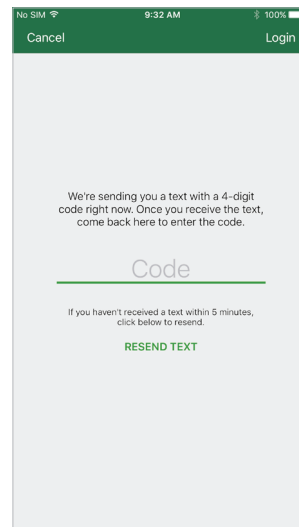 No SIM 9:32 AM 100%
Cancel Login
We're sending you a text with a 4-digit
code right now. Once you receive the text,
come back here to enter the code.
Code
If you haven't received a text within 5 minutes,
click below to resend.
RESEND TEXT